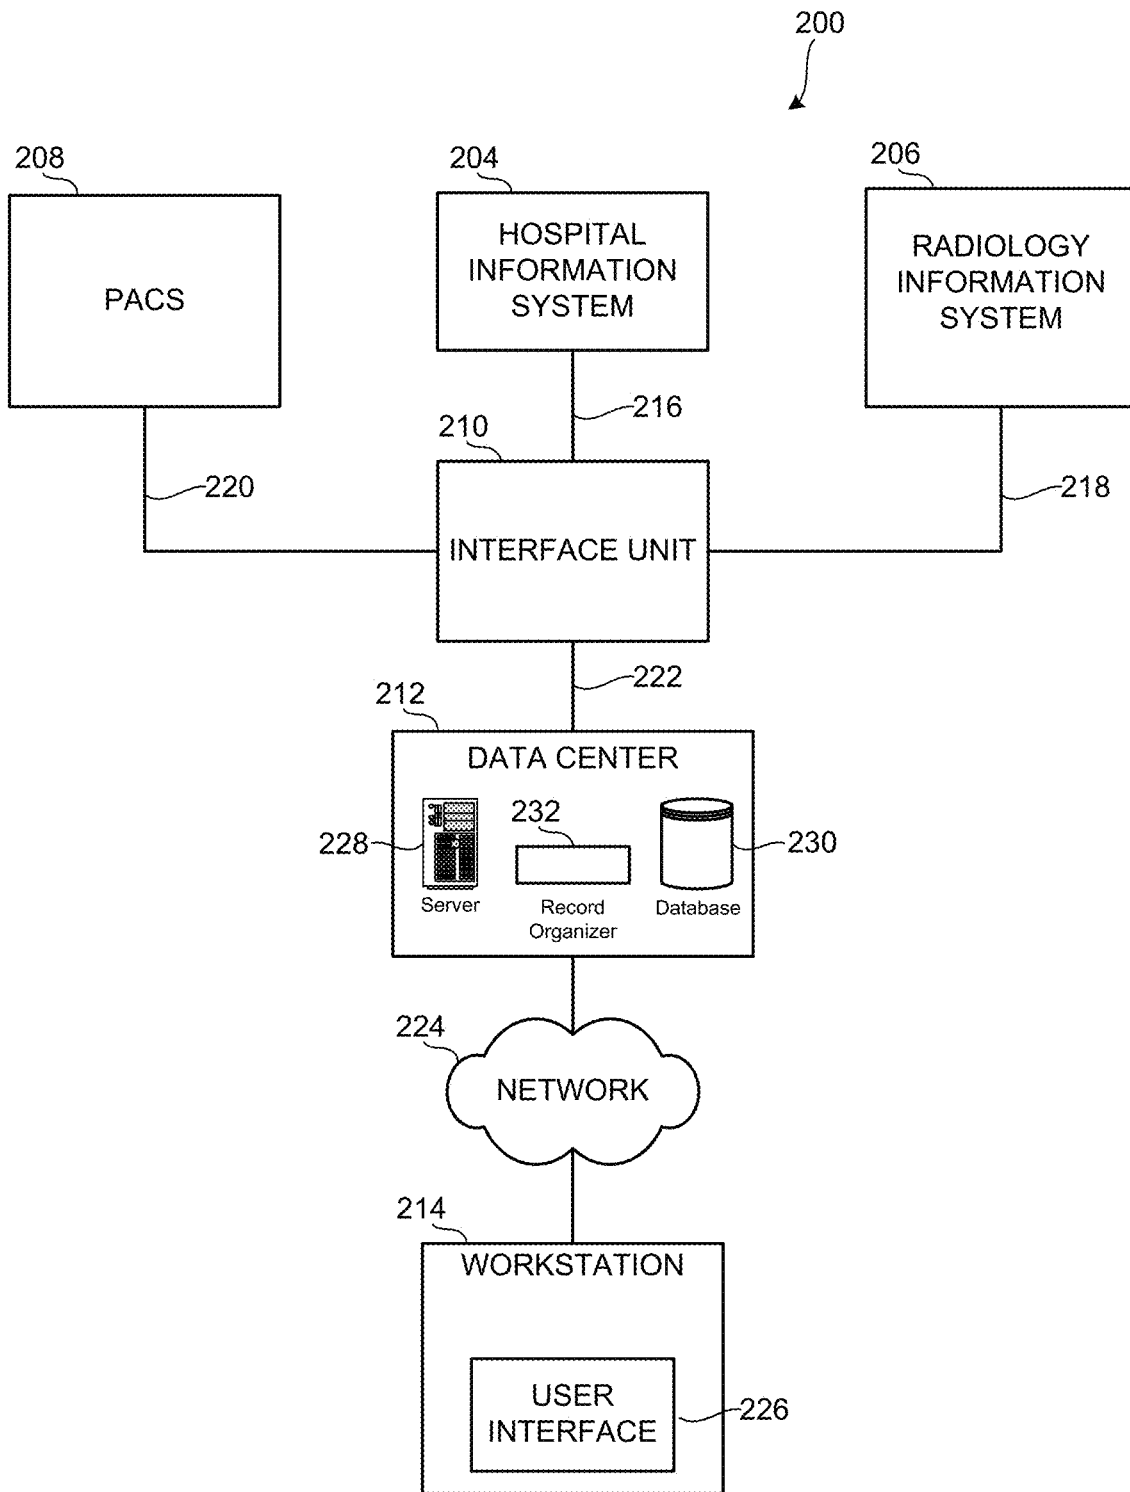 200
208
204
206
PACS
HOSPITAL
INFORMATION
SYSTEM
RADIOLOGY
INFORMATION
SYSTEM
216
210
220
218
INTERFACE UNIT
222
212
DATA CENTER
232
228
230
Server
Record
Organizer
Database
224
NETWORK
214
WORKSTATION
USER
INTERFACE
226